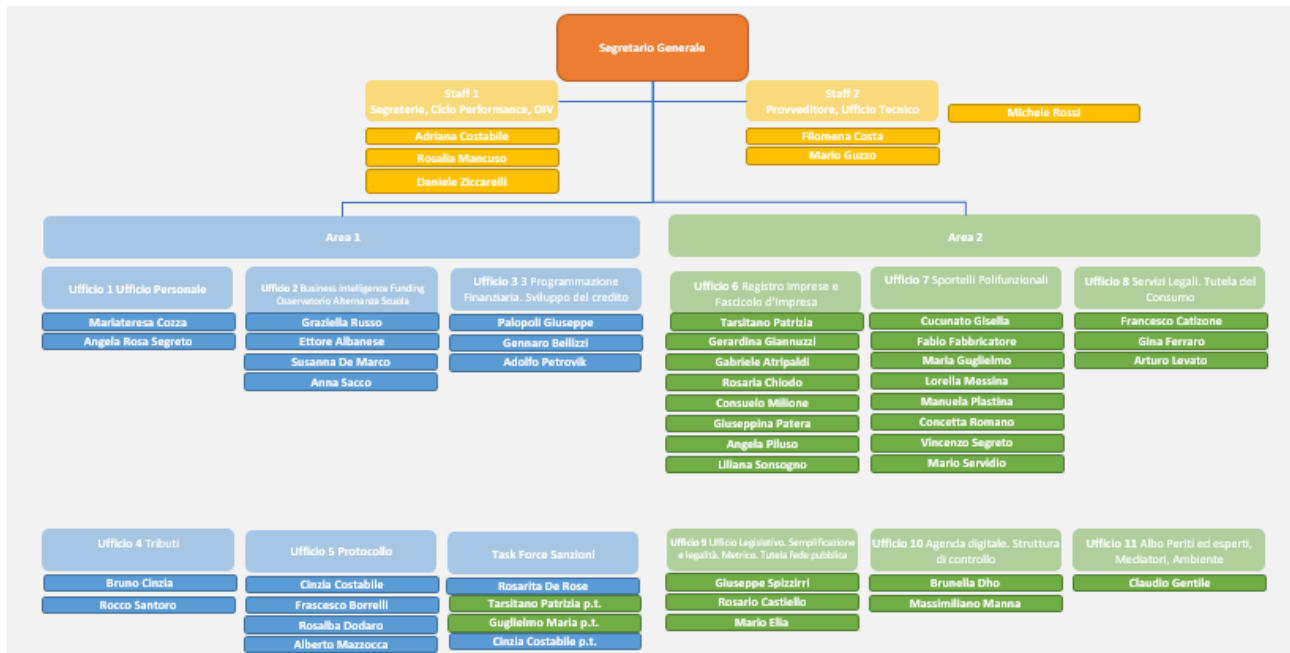 Segretario Generale
Staff 1
Segreterie, Ciclo Performance, OIV
Adriana Costabile
Rosalia Mancuso
Daniele Ziccarelli
Staff 2
Provveditore, Ufficio Tecnico
Filomena Costa
Mario Guzzo
Michele Rossi
Area 1
Area 2
Ufficio 1 Ufficio Personale
Mariateresa Cozza
Angela Rosa Segreto
Ufficio 2 Business intelligence Funding
Osservatorio Alternanza Scuola
Graziella Russo
Ettore Albanese
Susanna De Marco
Anna Sacco
Ufficio 3 3 Programmazione
Finanziaria. Sviluppo del credito
Palopoli Giuseppe
Gennaro Bellizzi
Adolfo Petrovik
Ufficio 6 Registro Imprese e
Fascicolo d'Impresa
Tarsitano Patrizia
Gerardina Giannuzzi
Gabriele Atripaldi
Rosaria Chiodo
Consuelo Milione
Giuseppina Patera
Angela Piluso
Liliana Sonsogno
Ufficio 7 Sportelli Polifunzionali
Cucunato Gisella
Fabio Fabbricatore
Maria Guglielmo
Lorella Messina
Manuela Plastina
Concetta Romano
Vincenzo Segreto
Mario Servidio
Ufficio 8 Servizi Legali. Tutela del
Consumo
Francesco Catizone
Gina Ferraro
Arturo Levato
Ufficio 4 Tributi
Bruno Cinzia
Rocco Santoro
Ufficio 5 Protocollo
Cinzia Costabile
Frascesco Borrelli
Rosalba Dodaro
Alberto Mazzocca
Task Force Sanzioni
Rosarita De Rose
Tarsitano Patrizia p.t.
Guglielmo Maria p.t.
Cinzia Costabile p.t.
Ufficio 9 Ufficio Legislativo. Semplificazione
e legalità. Metrico. Tutela fede pubblica
Giuseppe Spizzirri
Rosario Castiello
Mario Elia
Ufficio 10 Agenda digitale. Struttura
di controllo
Brunella Dho
Massimiliano Manna
Ufficio 11 Albo Periti ed esperti,
Mediatori, Ambiente
Claudio Gentile